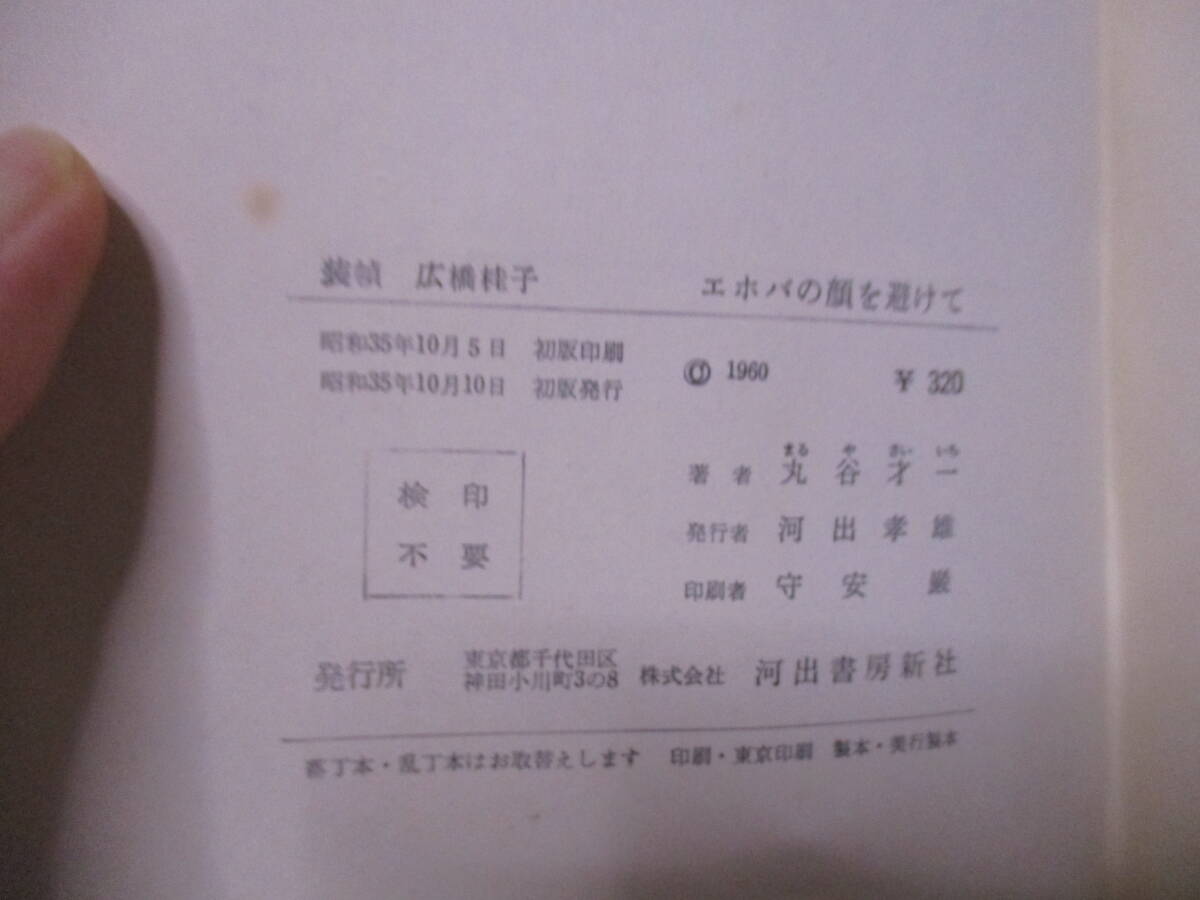 装幀 広橋桂子 エホバの顔を避けて
昭和35年10月5日 初版印刷
昭和35年10月10日 初版発行
© 1960 ¥ 320
検印
不要
まる や さい いち
著者 丸谷才一
発行者 河出孝雄
印刷者 守安巌
発行所 東京都千代田区
神田小川町3の8 株式会社 河出書房新社
落丁本・乱丁本はお取替えします 印刷・東京印刷 製本・美行製本